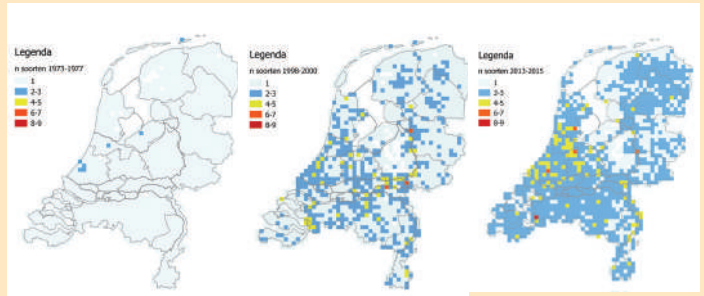 Legenda
n soorten 1973-1977
1
2-3
4-5
6-7
8-9
Legenda
n soorten 1998-2000
1
2-3
4-5
6-7
8-9
Legenda
n soorten 2013-2015
1
2-3
4-5
6-7
8-9